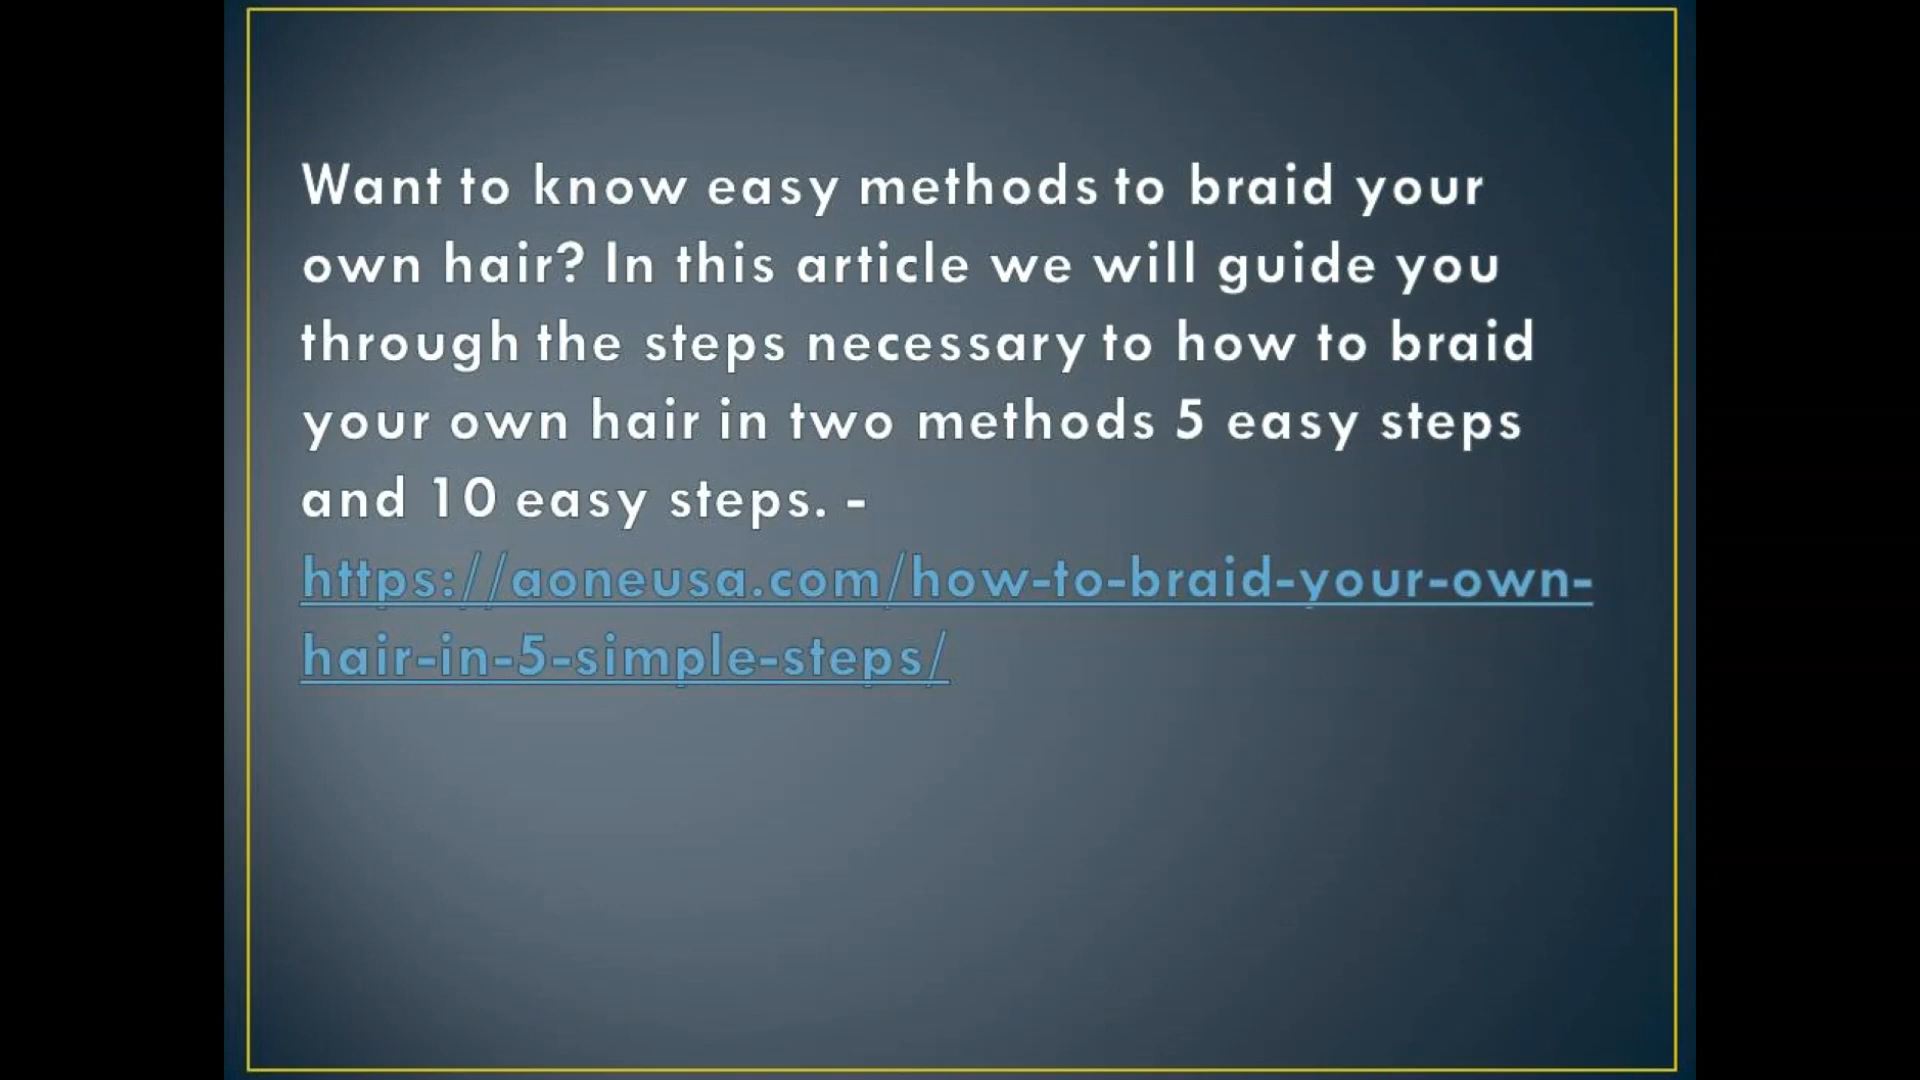 Want to know easy methods to braid your
own hair? In this article we will guide you
through the steps necessary to how to braid
your own hair in two methods 5 easy steps
and 10 easy steps. -
https://aoneusa.com/how-to-braid-your-own-
hair-in-5-simple-steps/